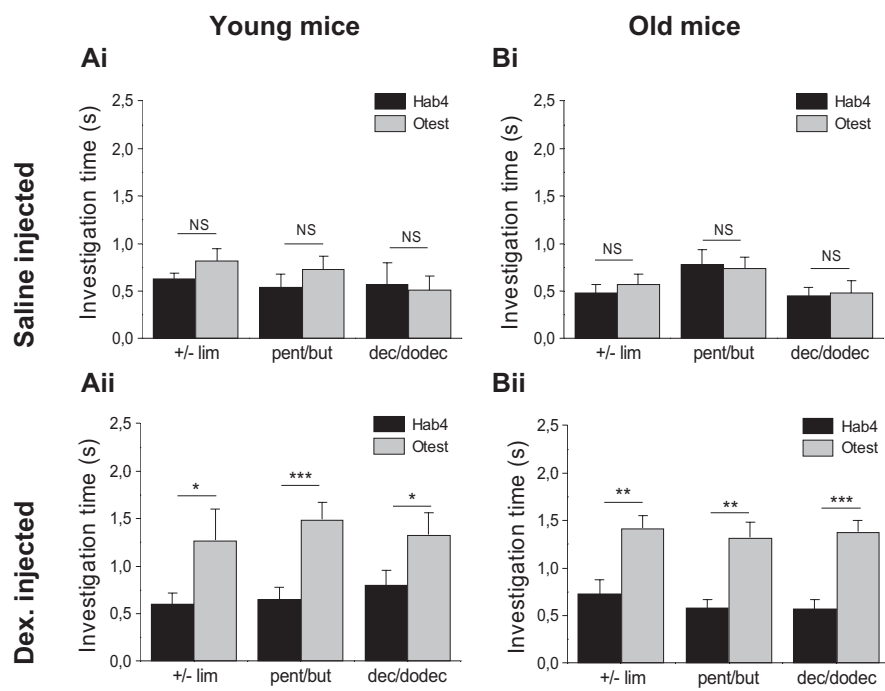 Young mice
Old mice
Saline injected
Dex. injected
Ai
Investigation time (s)
2,5
2,0
1,5
1,0
0,5
0,0
Hab4
Otest
NS
NS
NS
+/- lim
pent/but
dec/dodec
Bi
Investigation time (s)
2,5
2,0
1,5
1,0
0,5
0,0
Hab4
Otest
NS
NS
NS
+/- lim
pent/but
dec/dodec
Aii
Investigation time (s)
2,5
2,0
1,5
1,0
0,5
0,0
Hab4
Otest
*
***
*
+/- lim
pent/but
dec/dodec
Bii
Investigation time (s)
2,5
2,0
1,5
1,0
0,5
0,0
Hab4
Otest
**
**
***
+/- lim
pent/but
dec/dodec